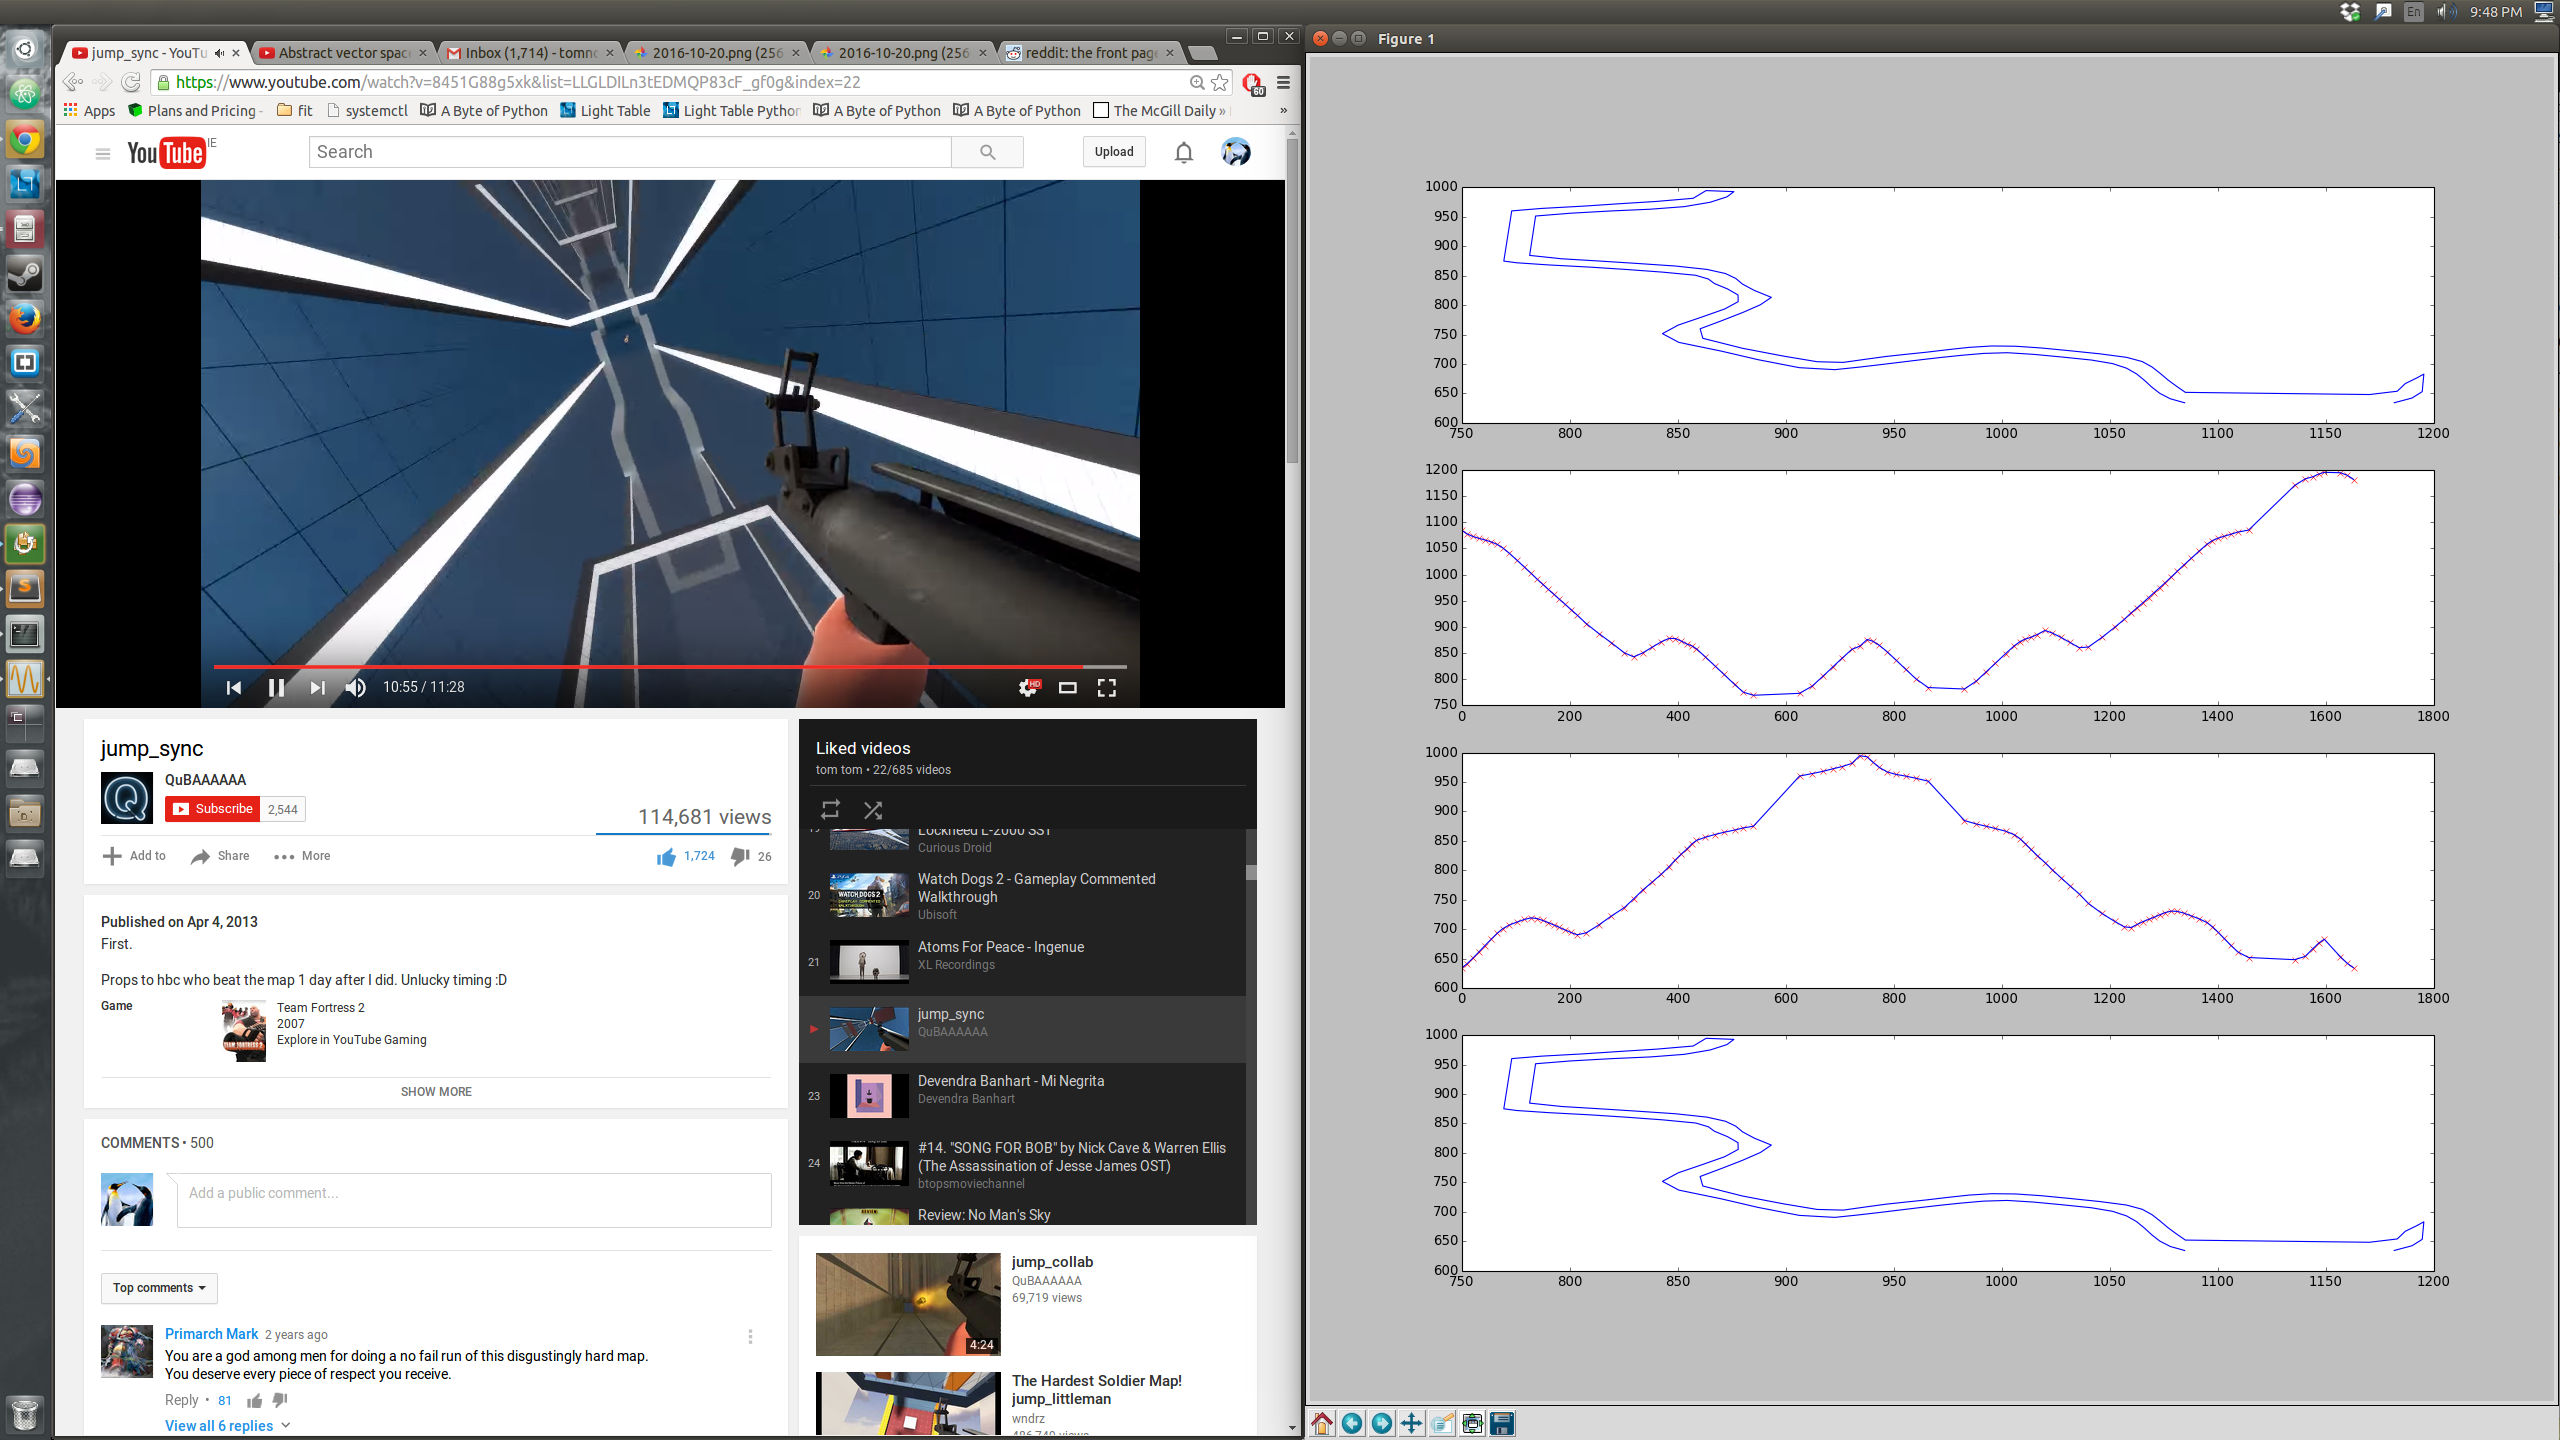 En
9:48 PM
jump_sync - YouTu
Abstract vector spac
Inbox (1,714) - tomn
2016-10-20.png (256
2016-10-20.png (256
reddit: the front page
https://www.youtube.com/watch?v=8451G88g5xk&list=LLGLDILn3tEDMQP83cF_gf0g&index=22
60
Apps
Plans and Pricing -
fit
systemctl
A Byte of Python
Light Table
Light Table Python
A Byte of Python
A Byte of Python
The McGill Daily »
»
YouTube IE
Search
Upload
10:55 / 11:28
HD
jump_sync
QuBAAAAAA
Subscribe 2,544
114,681 views
Add to
Share
More
1,724
26
Published on Apr 4, 2013
First.
Props to hbc who beat the map 1 day after I did. Unlucky timing :D
Game
Team Fortress 2
2007
Explore in YouTube Gaming
SHOW MORE
COMMENTS • 500
Add a public comment...
Top comments
Primarch Mark 2 years ago
You are a god among men for doing a no fail run of this disgustingly hard map.
You deserve every piece of respect you receive.
Reply • 81
View all 6 replies
Liked videos
tom tom • 22/685 videos
19
Lockheed L-2000 SST
Curious Droid
20
Watch Dogs 2 - Gameplay Commented
Walkthrough
Ubisoft
21
Atoms For Peace - Ingenue
XL Recordings
jump_sync
QuBAAAAAA
23
Devendra Banhart - Mi Negrita
Devendra Banhart
24
#14. "SONG FOR BOB" by Nick Cave & Warren Ellis
(The Assassination of Jesse James OST)
btopsmoviechannel
Review: No Man's Sky
jump_collab
QuBAAAAAA
69,719 views
4:24
The Hardest Soldier Map!
jump_littleman
wndrz
Figure 1
1000
950
900
850
800
750
700
650
600
750 800 850 900 950 1000 1050 1100 1150 1200
1200
1150
1100
1050
1000
950
900
850
800
750
0 200 400 600 800 1000 1200 1400 1600 1800
1000
950
900
850
800
750
700
650
600
0 200 400 600 800 1000 1200 1400 1600 1800
1000
950
900
850
800
750
700
650
600
750 800 850 900 950 1000 1050 1100 1150 1200